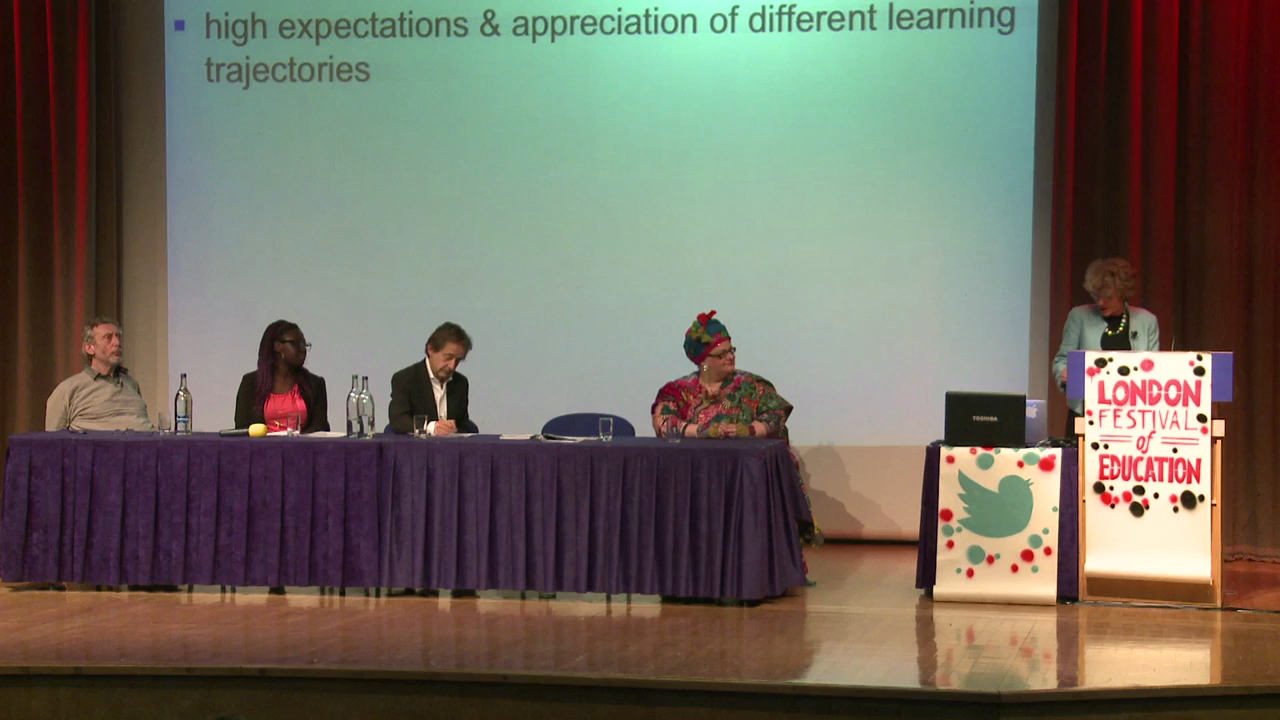 ▪ high expectations & appreciation of different learning
trajectories
TOSHIBA
LONDON
FESTIVAL
of
EDUCATION